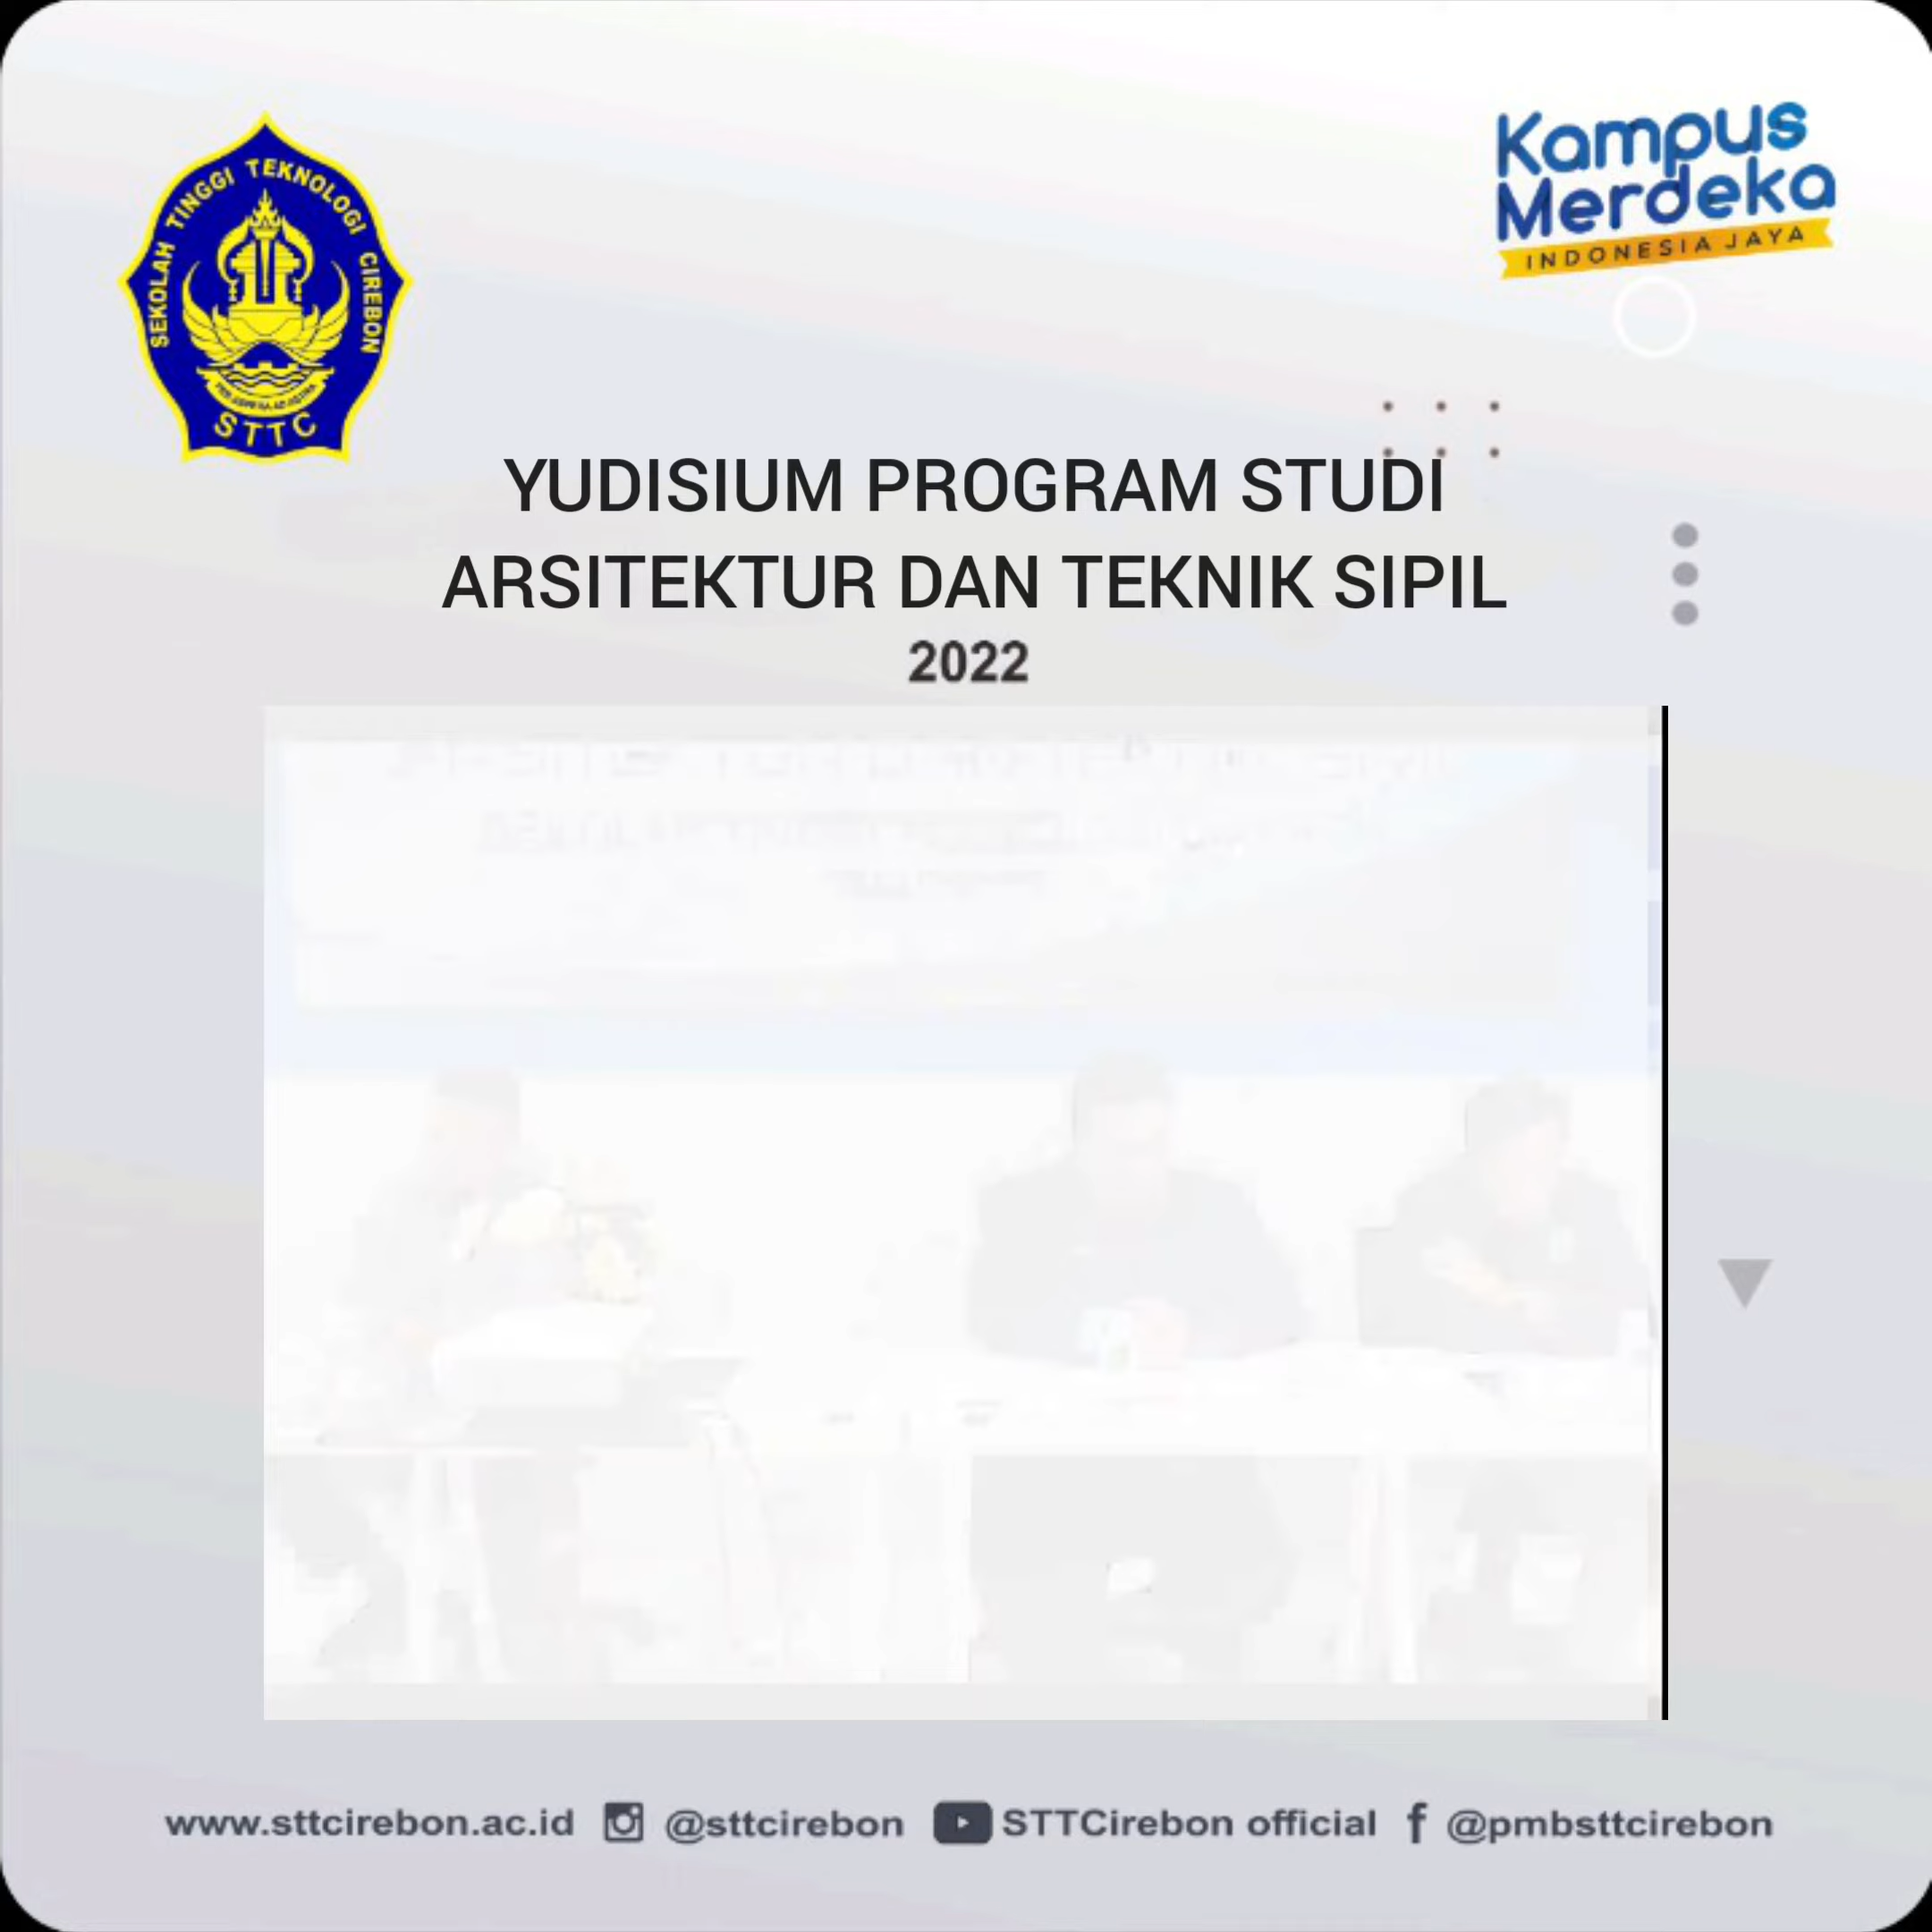 SEKOLAH TINGGI TEKNOLOGI CIREBON
STTC
Kampus
Merdeka
INDONESIA JAYA
YUDISIUM PROGRAM STUDI
ARSITEKTUR DAN TEKNIK SIPIL
2022
www.sttcirebon.ac.id @sttcirebon STTCirebon official @pmbsttcirebon